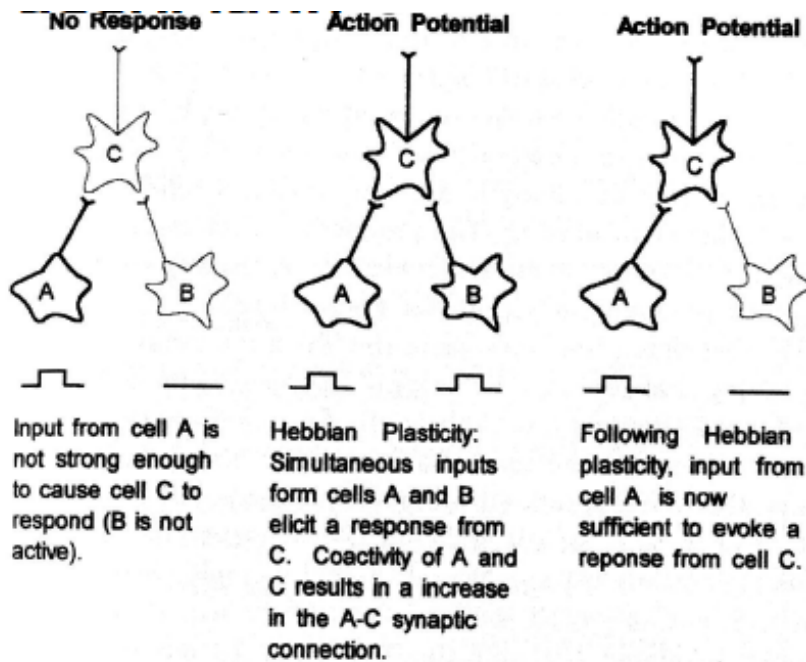 No Response
Action Potential
Action Potential
C
A
B
C
A
B
C
A
B
Input from cell A is
not strong enough
to cause cell C to
respond (B is not
active).
Hebbian Plasticity:
Simultaneous inputs
form cells A and B
elicit a response from
C. Coactivity of A and
C results in a increase
in the A-C synaptic
connection.
Following Hebbian
plasticity, input from
cell A is now
sufficient to evoke a
reponse from cell C.